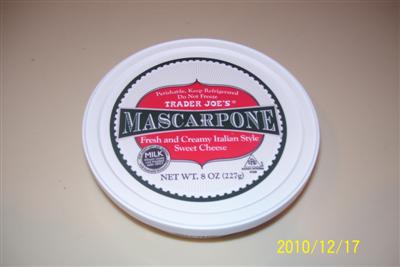 Perishable, Keep Refrigerated
Do Not Freeze
TRADER JOE'S®
MASCARPONE
Fresh and Creamy Italian Style
Sweet Cheese
MILK
NET WT. 8 OZ (227g)
2010/12/17